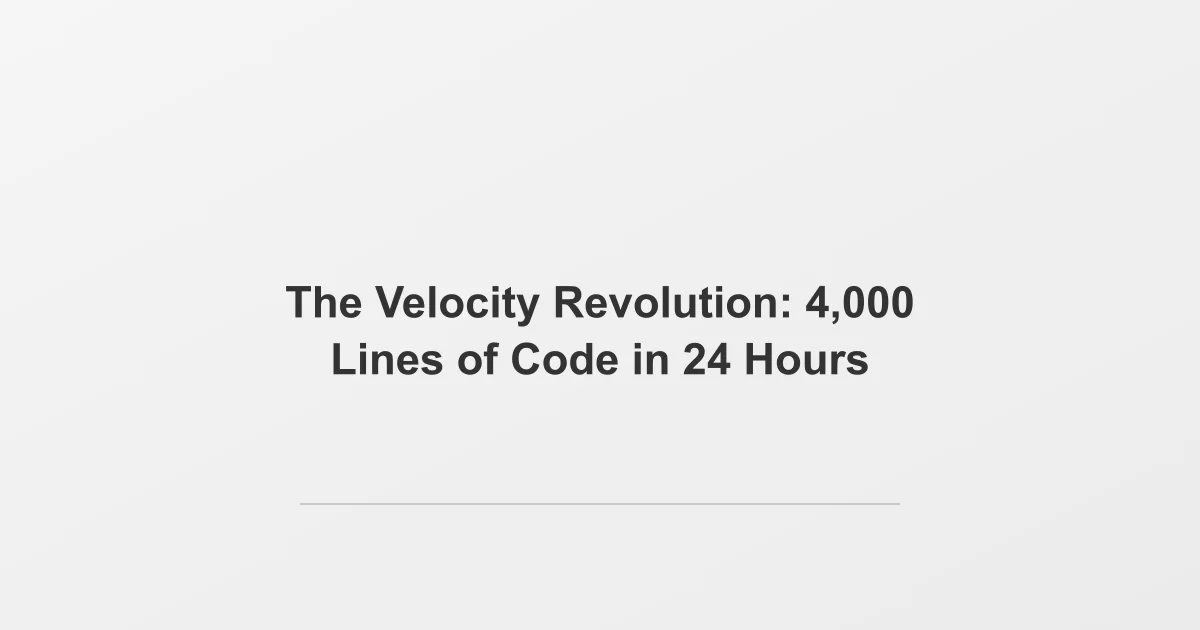 The Velocity Revolution: 4,000
Lines of Code in 24 Hours